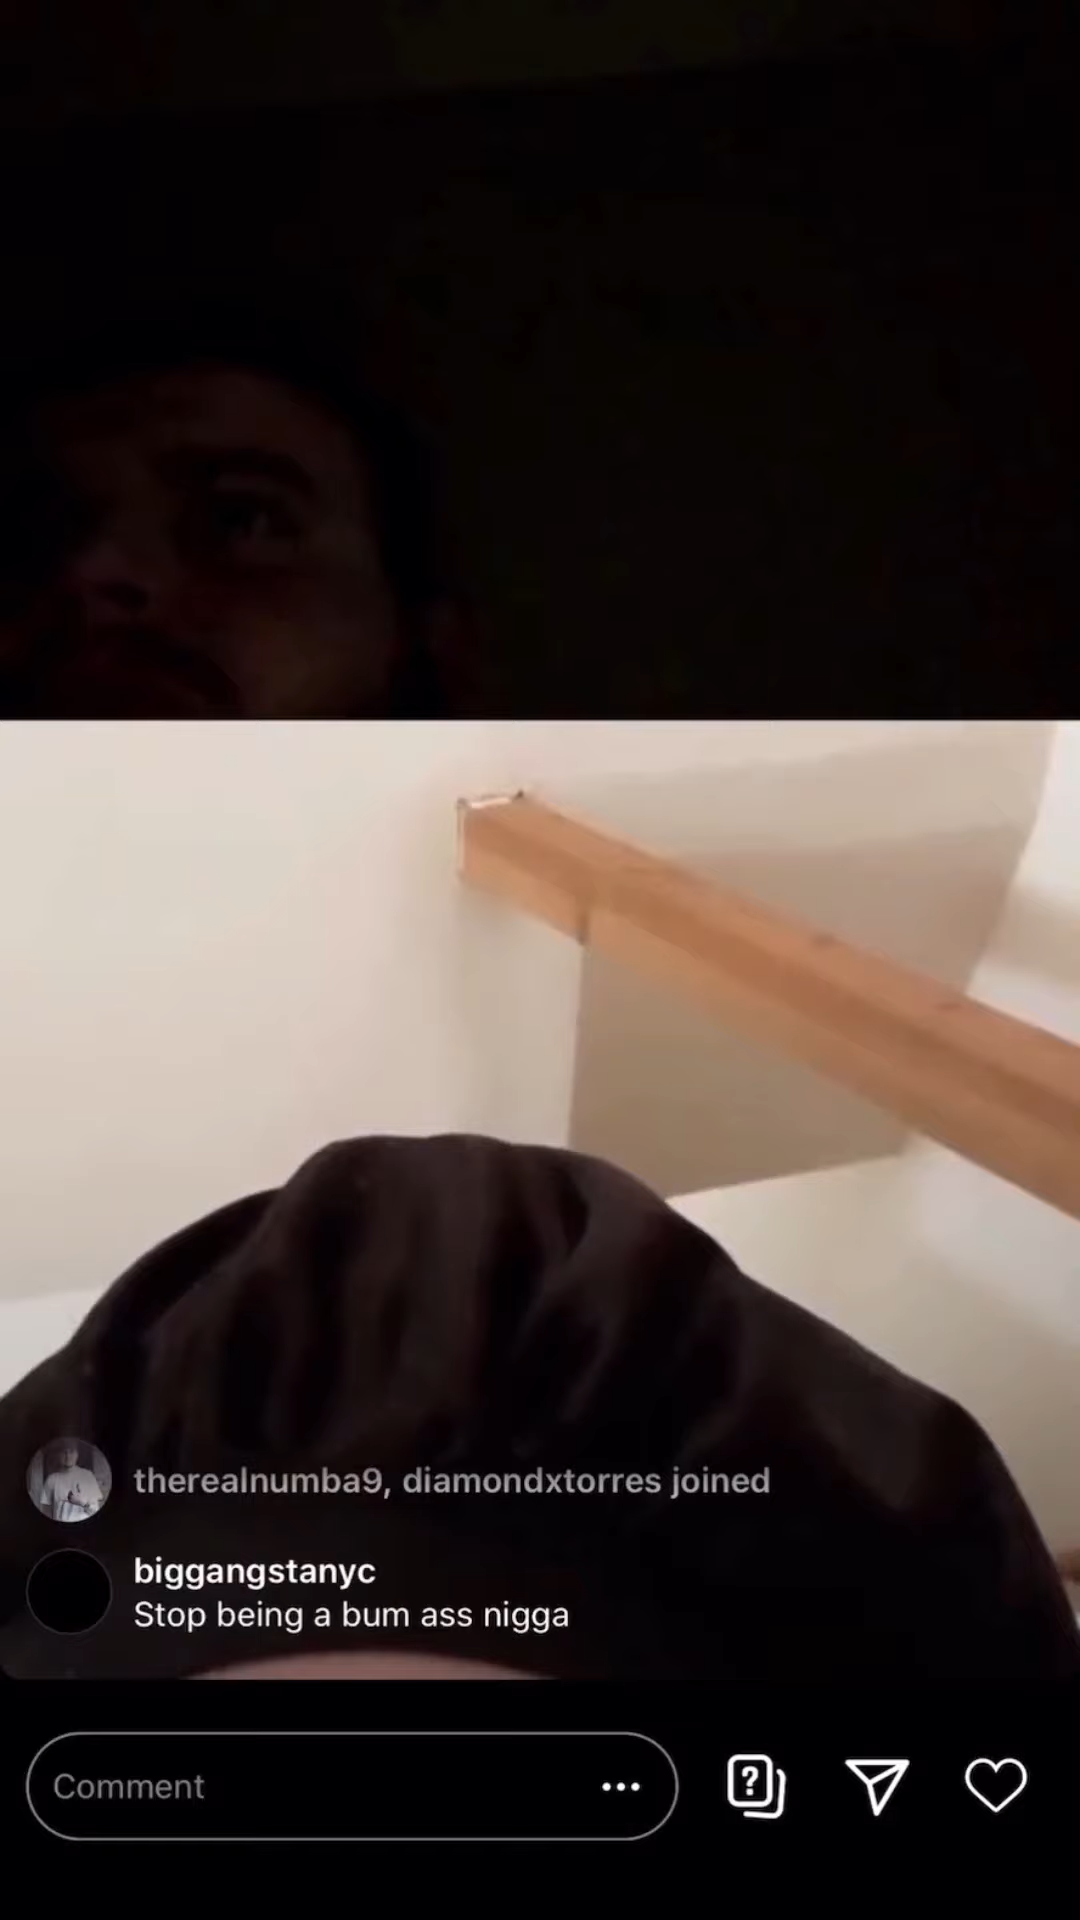 therealnumba9, diamondxtorres joined
biggangstanyc
Stop being a bum ass nigga
Comment